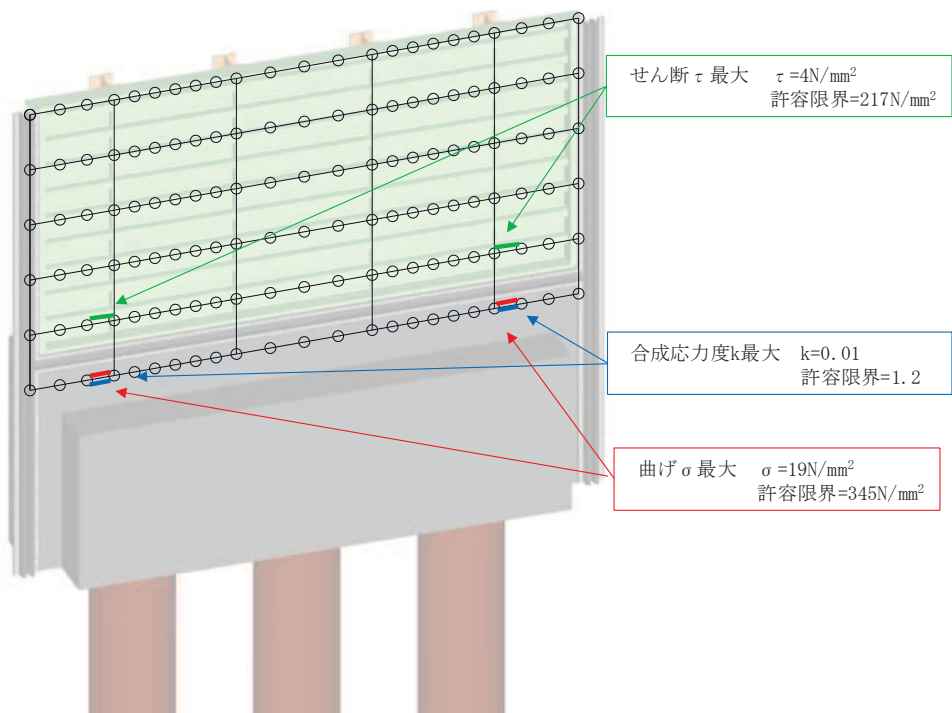 せん断τ最大　τ=4N/mm²
許容限界=217N/mm²
合成応力度k最大　k=0.01
許容限界=1.2
曲げσ最大　σ=19N/mm²
許容限界=345N/mm²